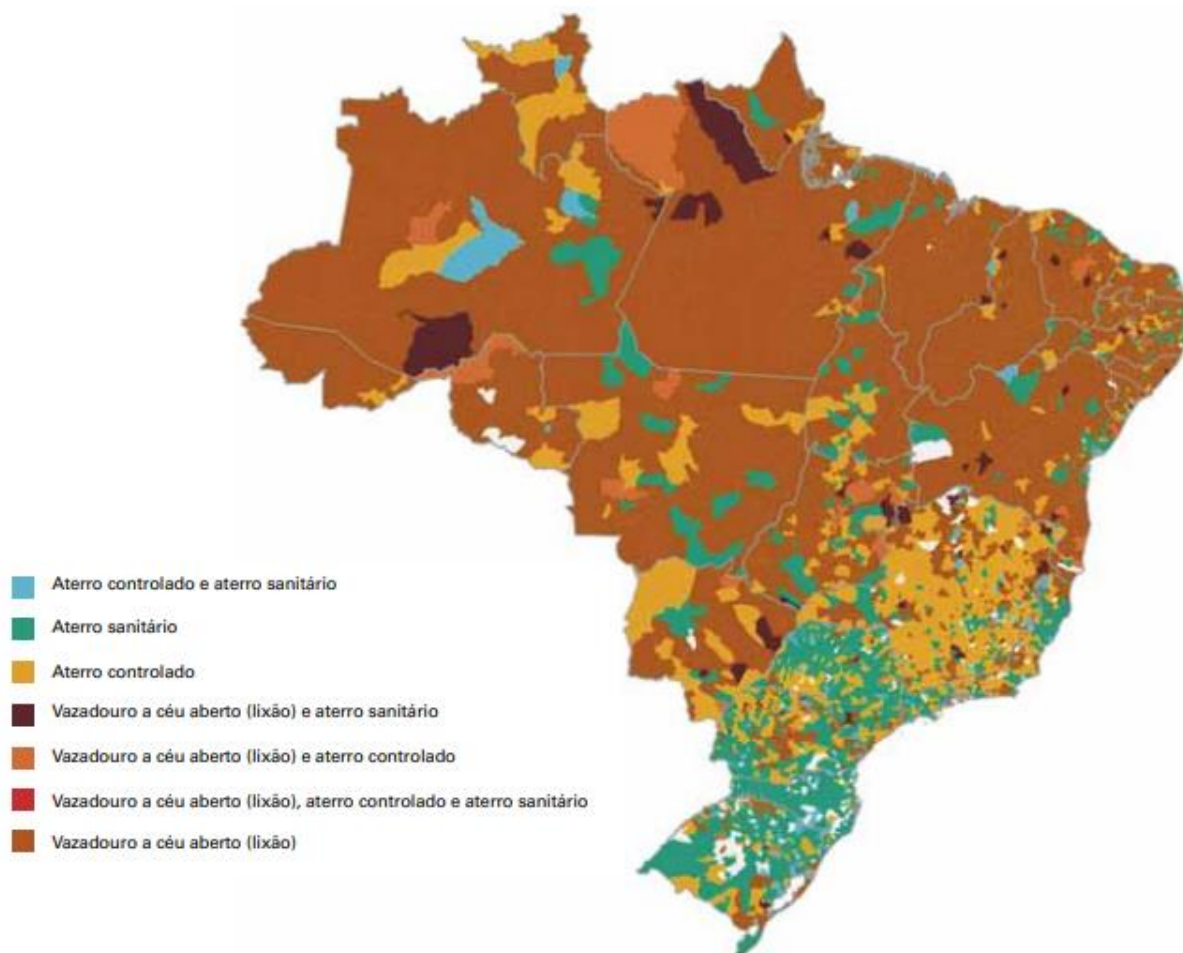 Aterro controlado e aterro sanitário
Aterro sanitário
Aterro controlado
Vazadouro a céu aberto (lixão) e aterro sanitário
Vazadouro a céu aberto (lixão) e aterro controlado
Vazadouro a céu aberto (lixão), aterro controlado e aterro sanitário
Vazadouro a céu aberto (lixão)